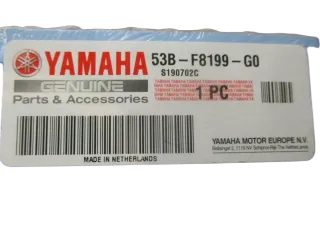 YAMAHA 53B-F8199-G0
GENUINE S190702C
Parts & Accessories 1 PC
YAMAHA MOTOR EUROPE N.V.
MADE IN NETHERLANDS